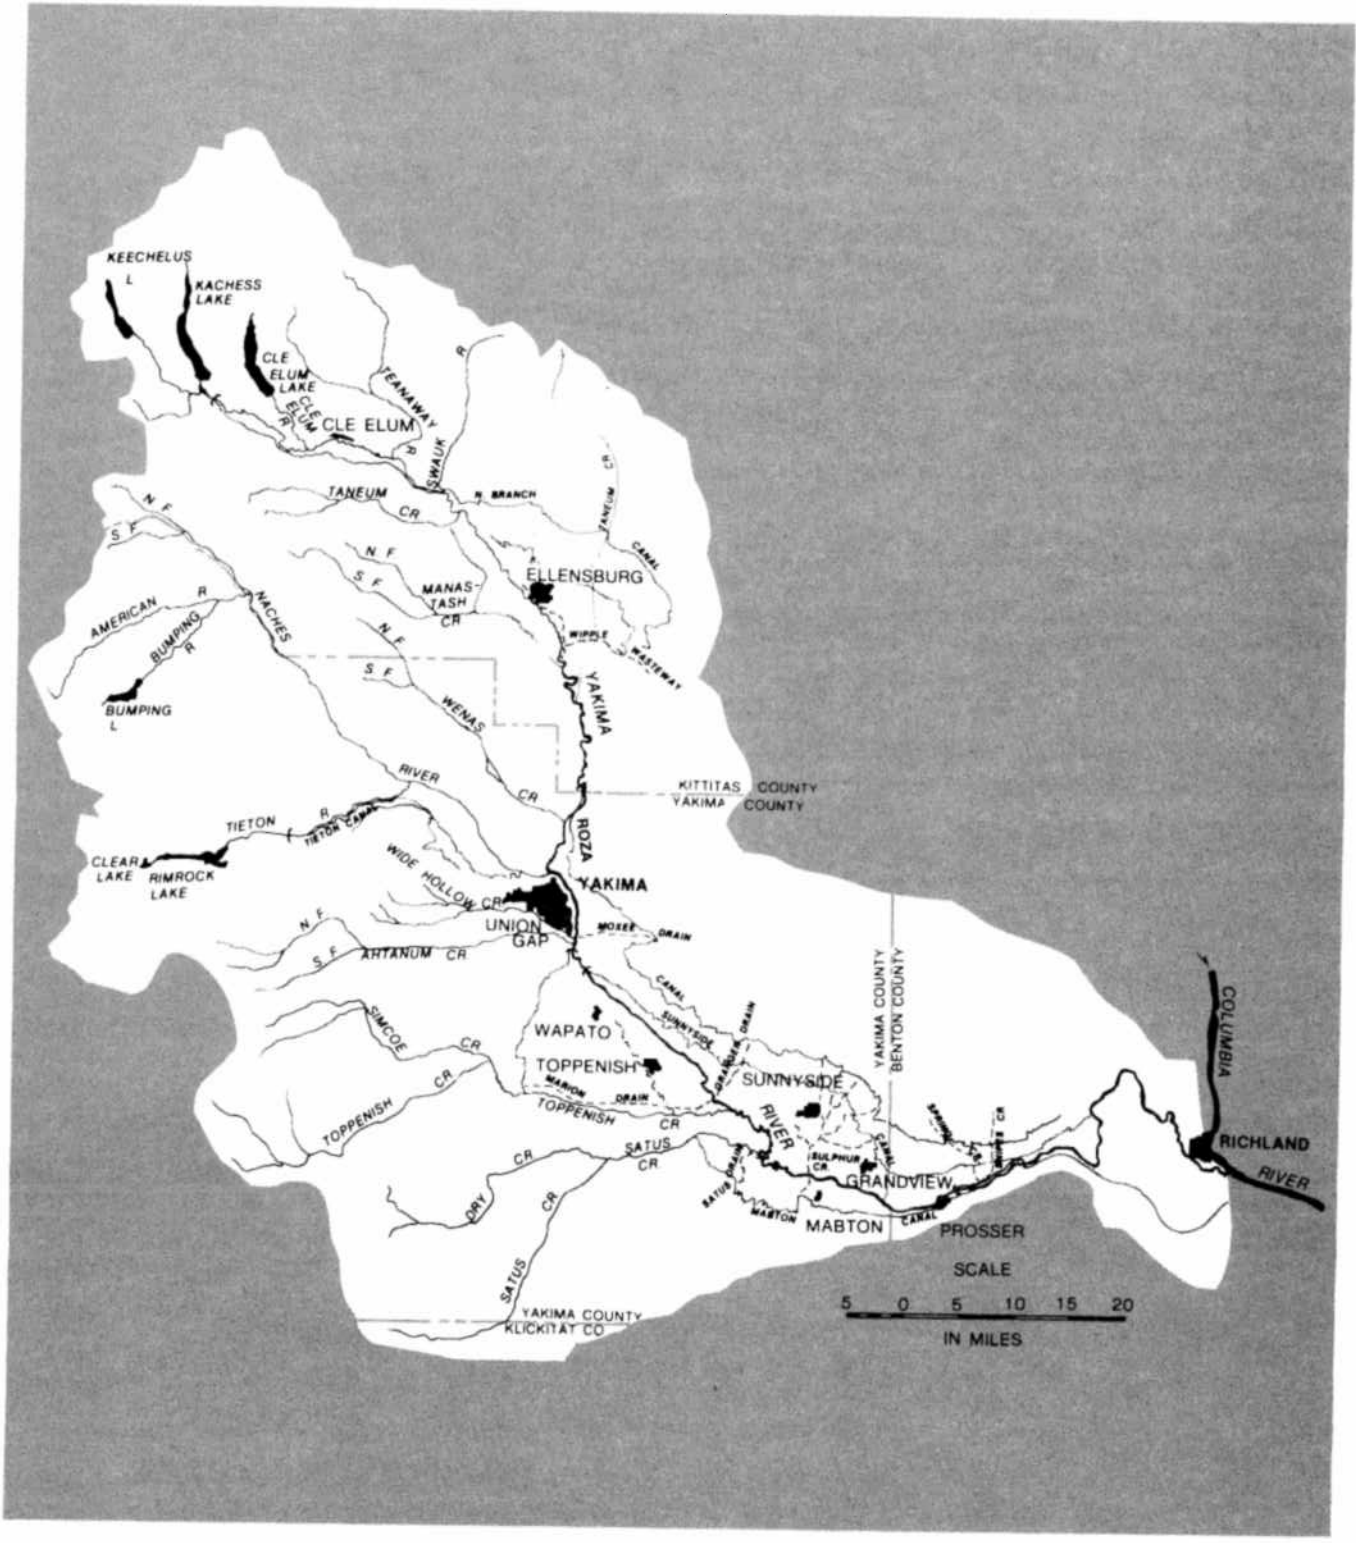 KEECHELUS
L
KACHESS
LAKE
CLE
ELUM
LAKE
CLE
ELUM
R
CLE ELUM
TEANAWAY
R
R
SWAUK
TANEUM
CR
N. BRANCH
TANEUM
CR
CANAL
N F
S F
N F
S F
MANAS-
TASH
CR
ELLENSBURG
AMERICAN
R
NACHES
BUMPING
R
BUMPING
L
N F
S F
WIPPLE
WASTEWAY
YAKIMA
WENAS
CR
RIVER
KITTITAS COUNTY
YAKIMA COUNTY
TIETON
R
TIETON CANAL
ROZA
CLEAR
LAKE
RIMROCK
LAKE
WIDE
HOLLOW
CR
YAKIMA
UNION
GAP
MOXEE
DRAIN
N F
S F
AHTANUM CR
CANAL
SUNNYSIDE
YAKIMA COUNTY
BENTON COUNTY
COLUMBIA
SIMCOE
CR
WAPATO
TOPPENISH
GRANGER DRAIN
SUNNYSIDE
MARION
DRAIN
TOPPENISH
CR
TOPPENISH
CR
RIVER
SPRING
CR
SNIPES CR
RICHLAND
RIVER
SATUS
CR
DRY
CR
SATUS
CR
SATUS DRAIN
SULPHUR
CR.
CANAL
GRANDVIEW
MABTON
MABTON
CANAL
PROSSER
SCALE
5 0 5 10 15 20
IN MILES
YAKIMA COUNTY
KLICKITAT CO